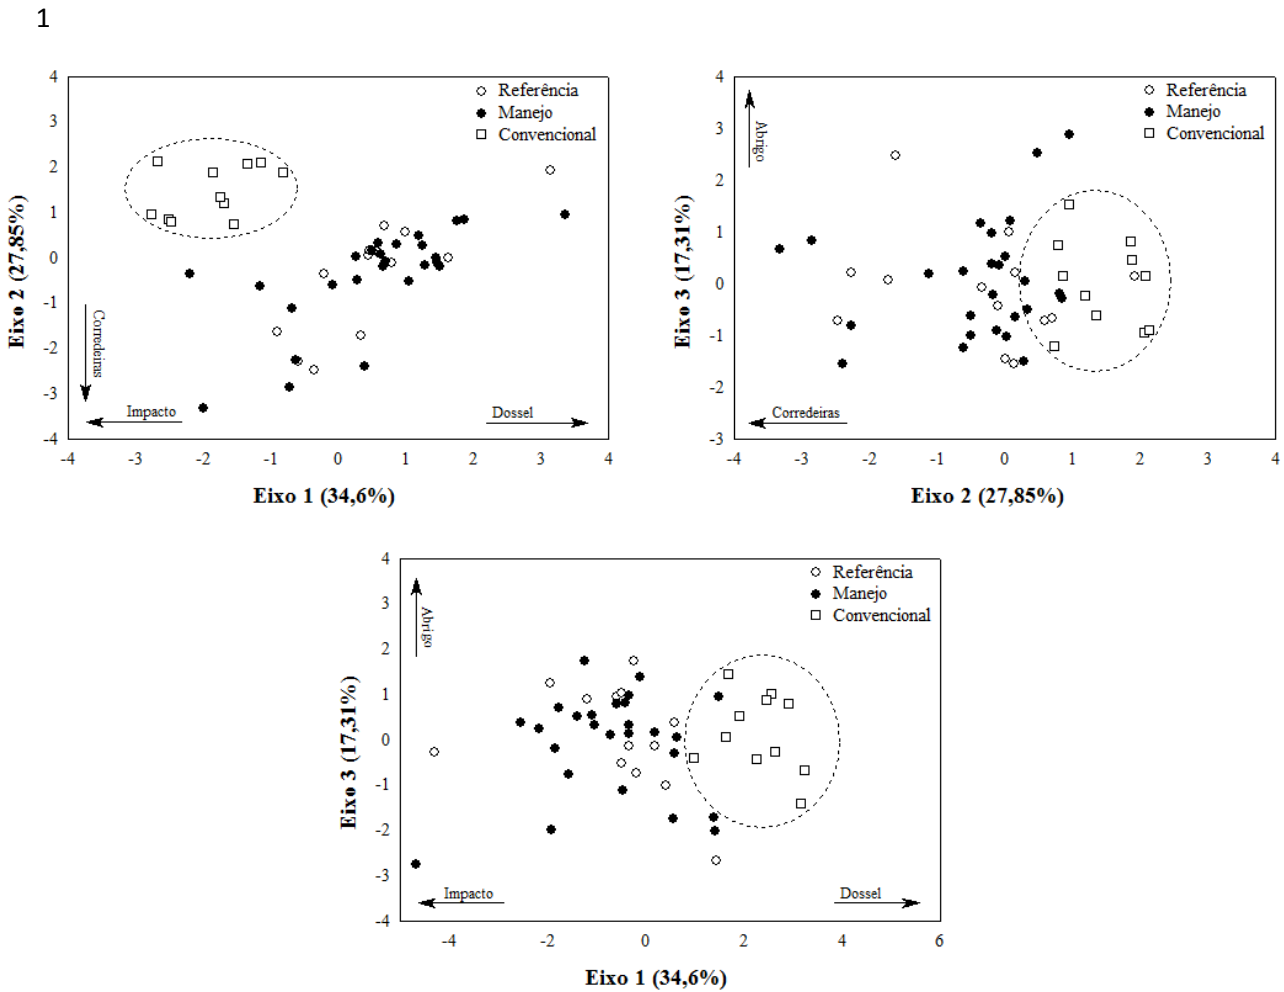 1
4
3
2
1
0
-1
-2
-3
-4
-4
-3
-2
-1
0
1
2
3
4
Eixo 2 (27,85%)
Eixo 1 (34,6%)
Referência
Manejo
Convencional
Corredeiras
Impacto
Dossel
4
3
2
1
0
-1
-2
-3
-4
-3
-2
-1
0
1
2
3
4
Eixo 3 (17,31%)
Eixo 2 (27,85%)
Abrigo
Referência
Manejo
Convencional
Corredeiras
4
3
2
1
0
-1
-2
-3
-4
-4
-2
0
2
4
6
Eixo 3 (17,31%)
Eixo 1 (34,6%)
Abrigo
Referência
Manejo
Convencional
Impacto
Dossel